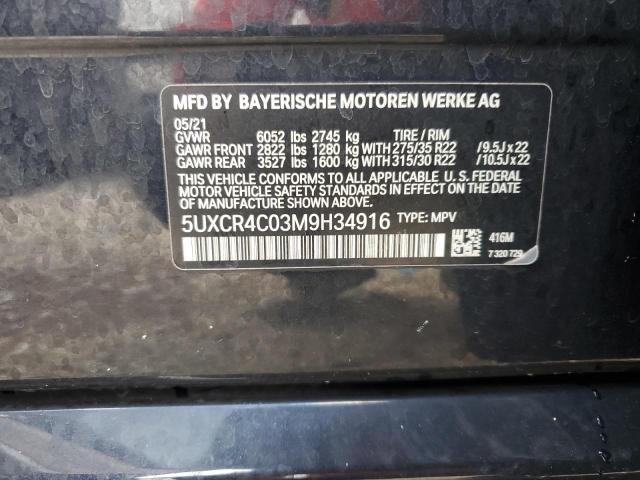 MFD BY BAYERISCHE MOTOREN WERKE AG
05/21
GVWR 6052 lbs 2745 kg TIRE / RIM
GAWR FRONT 2822 lbs 1280 kg WITH 275/35 R22 /9.5J x 22
GAWR REAR 3527 lbs 1600 kg WITH 315/30 R22 /10.5J x 22
THIS VEHICLE CONFORMS TO ALL APPLICABLE U. S. FEDERAL
MOTOR VEHICLE SAFETY STANDARDS IN EFFECT ON THE DATE OF
MANUFACTURE SHOWN ABOVE.
5UXCR4C03M9H34916 TYPE: MPV
416M
7 320 729